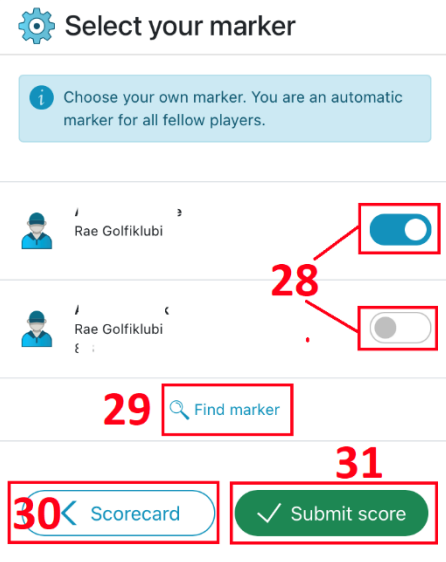 Select your marker
i
Choose your own marker. You are an automatic
marker for all fellow players.
Rae Golfiklubi
28
Rae Golfiklubi
29
Find marker
31
30
Scorecard
Submit score